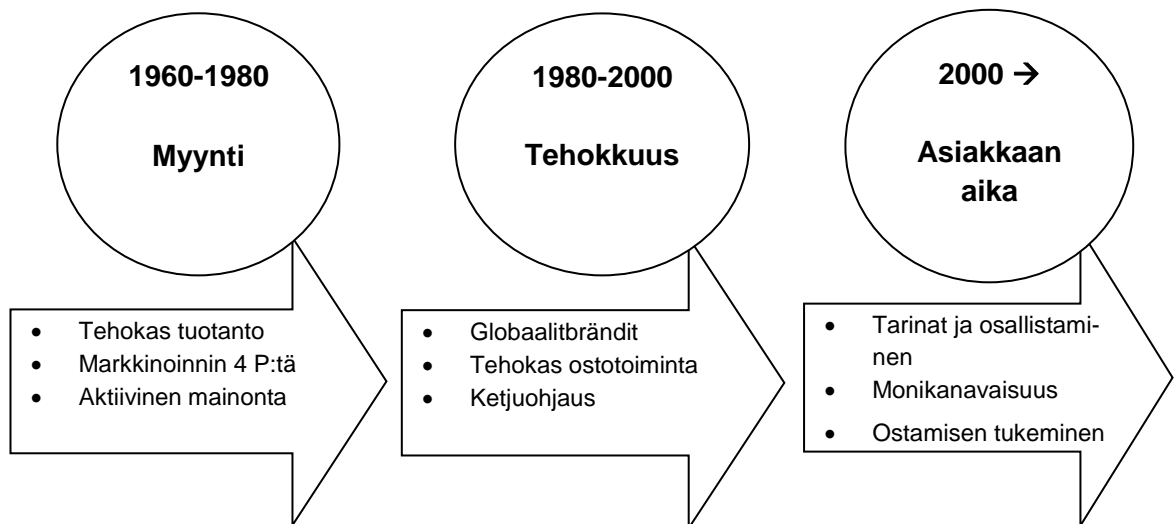 1960-1980
Myynti
• Tehokas tuotanto
• Markkinoinnin 4 P:tä
• Aktiivinen mainonta
1980-2000
Tehokkuus
• Globaalitbrändit
• Tehokas ostotoiminta
• Ketjuohjaus
2000 →
Asiakkaan
aika
• Tarinat ja osallistami-
nen
• Monikanavaisuus
• Ostamisen tukeminen